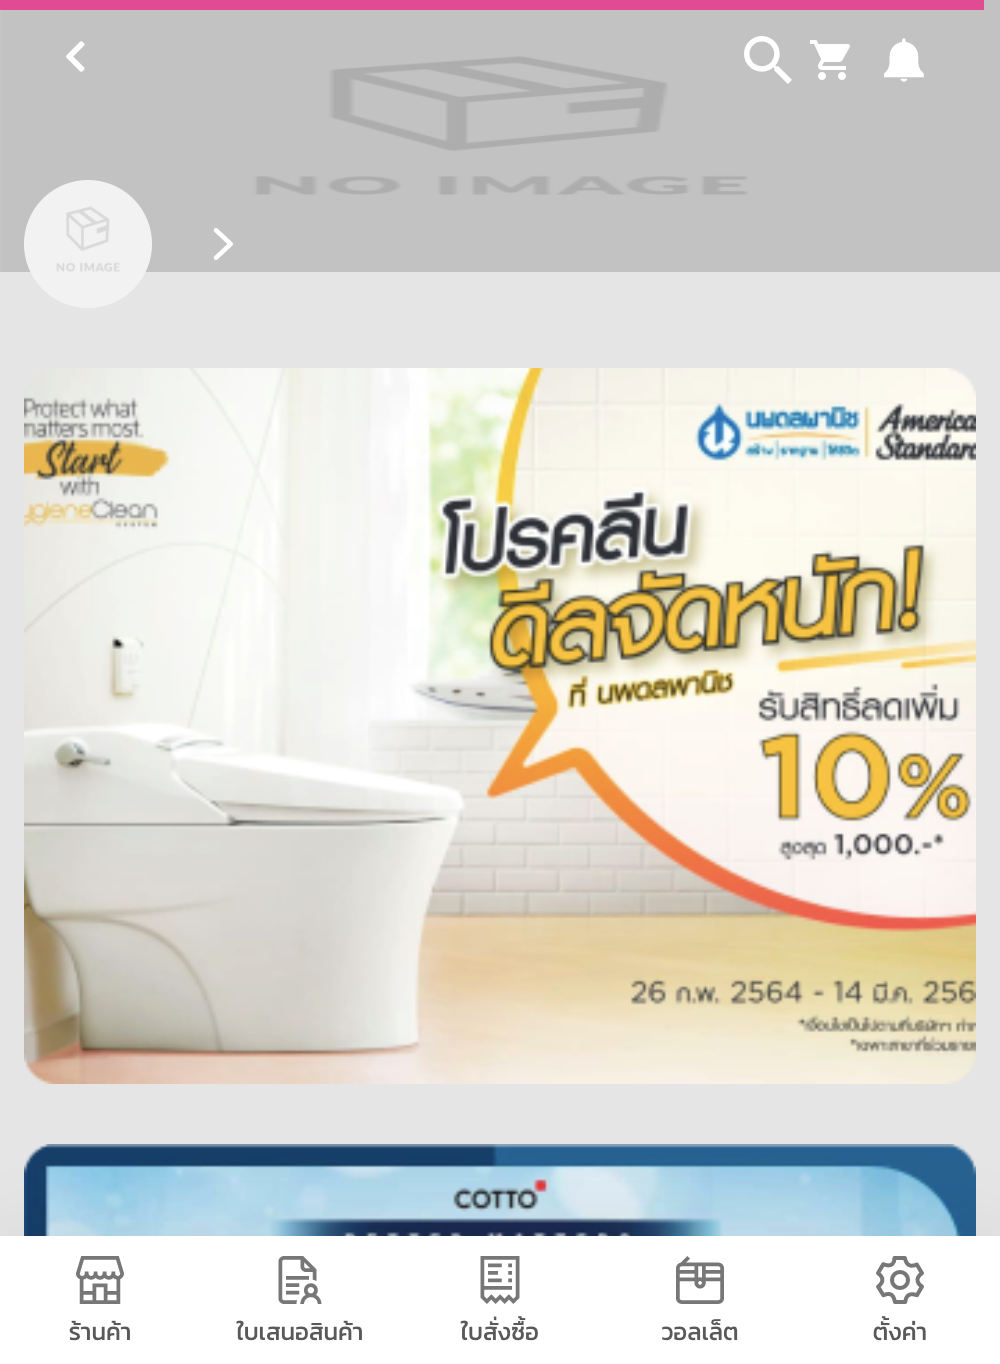 NO IMAGE
NO IMAGE
Protect what
matters most.
Start
with
ygieneClean
SYSTEM
นพดลพานิช
America
Standard
โปรคลีน
ดีลจัดหนัก!
ที่ นพดลพานิช
รับสิทธิ์ลดเพิ่ม
10%
สูงสุด 1,000.-*
26 ก.พ. 2564 - 14 มี.ค. 256
COTTO
ร้านค้า
ใบเสนอสินค้า
ใบสั่งซื้อ
วอลเล็ต
ตั้งค่า